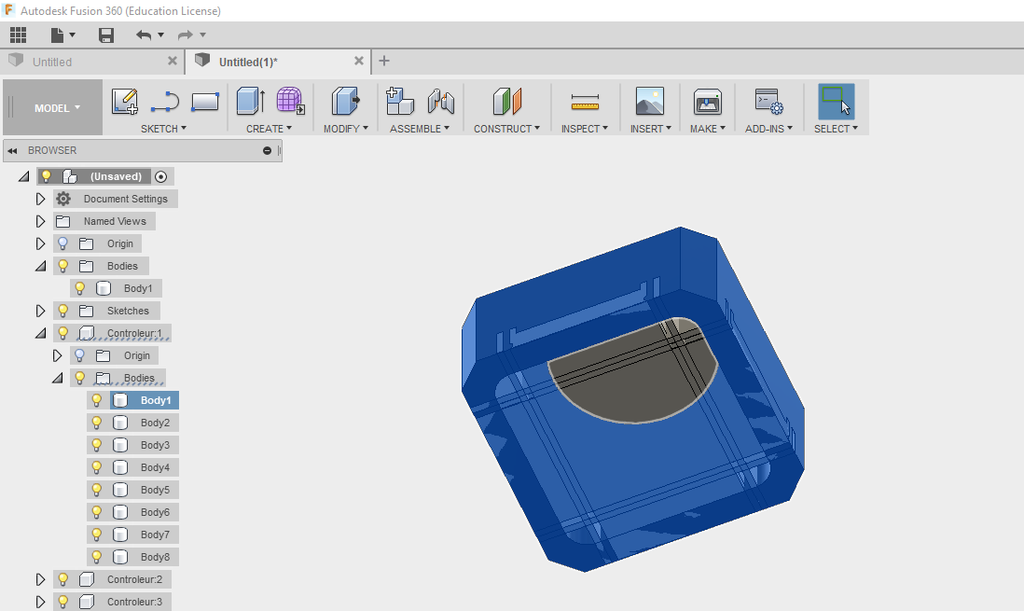 Autodesk Fusion 360 (Education License)
Untitled
Untitled(1)*
MODEL
SKETCH
CREATE
MODIFY
ASSEMBLE
CONSTRUCT
INSPECT
INSERT
MAKE
ADD-INS
SELECT
BROWSER
(Unsaved)
Document Settings
Named Views
Origin
Bodies
Body1
Sketches
Controleur:1
Origin
Bodies
Body1
Body2
Body3
Body4
Body5
Body6
Body7
Body8
Controleur:2
Controleur:3